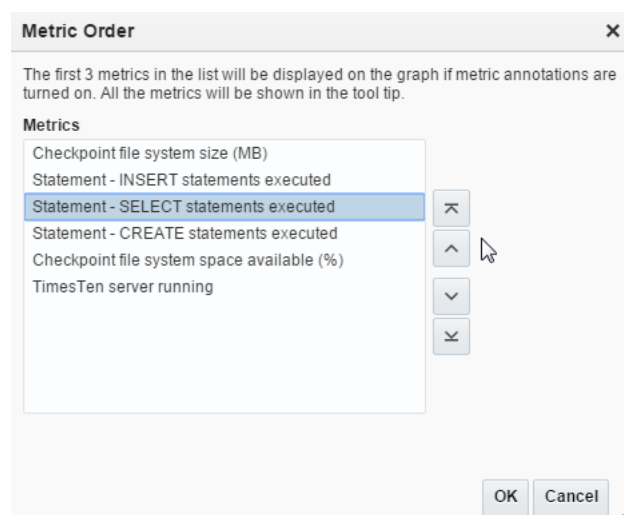 Metric Order
The first 3 metrics in the list will be displayed on the graph if metric annotations are
turned on. All the metrics will be shown in the tool tip.
Metrics
Checkpoint file system size (MB)
Statement - INSERT statements executed
Statement - SELECT statements executed
Statement - CREATE statements executed
Checkpoint file system space available (%)
TimesTen server running
OK Cancel